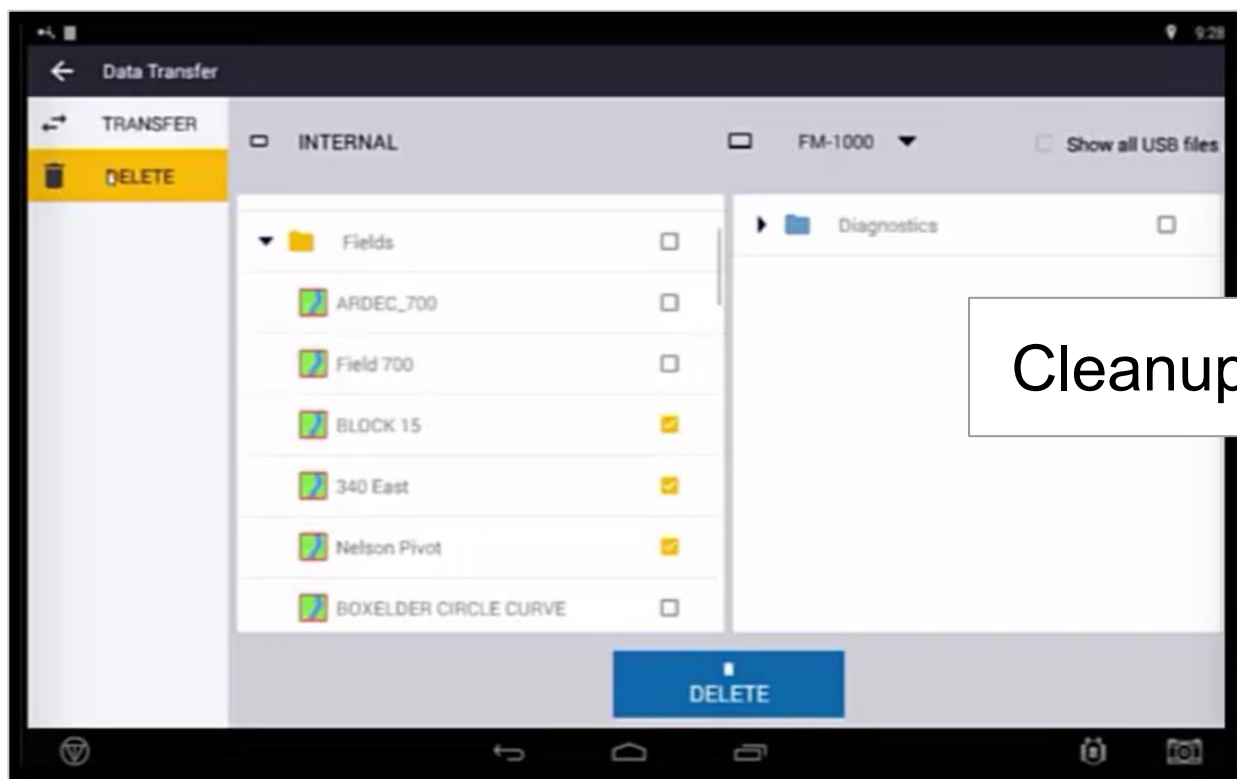 9:28
Data Transfer
TRANSFER
DELETE
INTERNAL
FM-1000
Show all USB files
Fields
ARDEC_700
Field 700
BLOCK 15
340 East
Nelson Pivot
BOXELDER CIRCLE CURVE
Diagnostics
Cleanup
DELETE